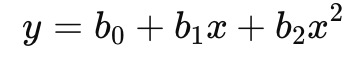 y = b₀ + b₁x + b₂x²